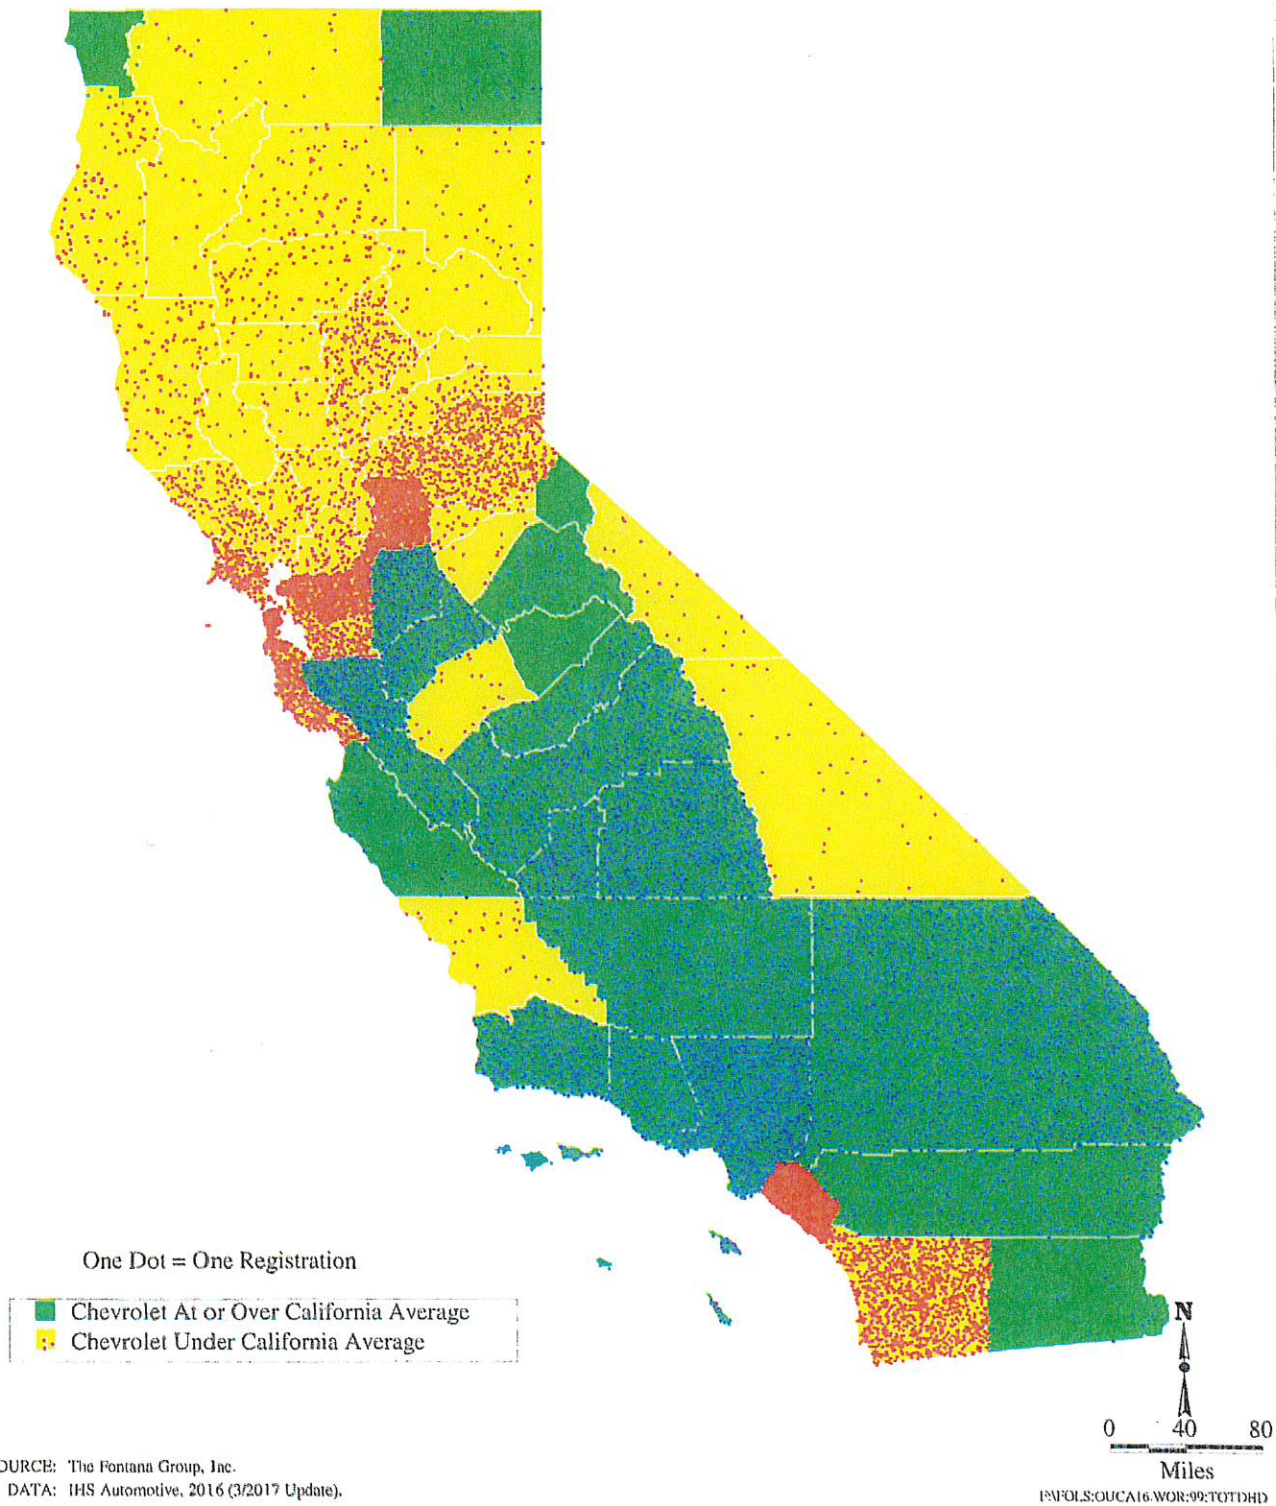 One Dot = One Registration
Chevrolet At or Over California Average
Chevrolet Under California Average
N
0 40 80
Miles
OURCE: The Fontana Group, Inc.
DATA: IHS Automotive, 2016 (3/2017 Update).